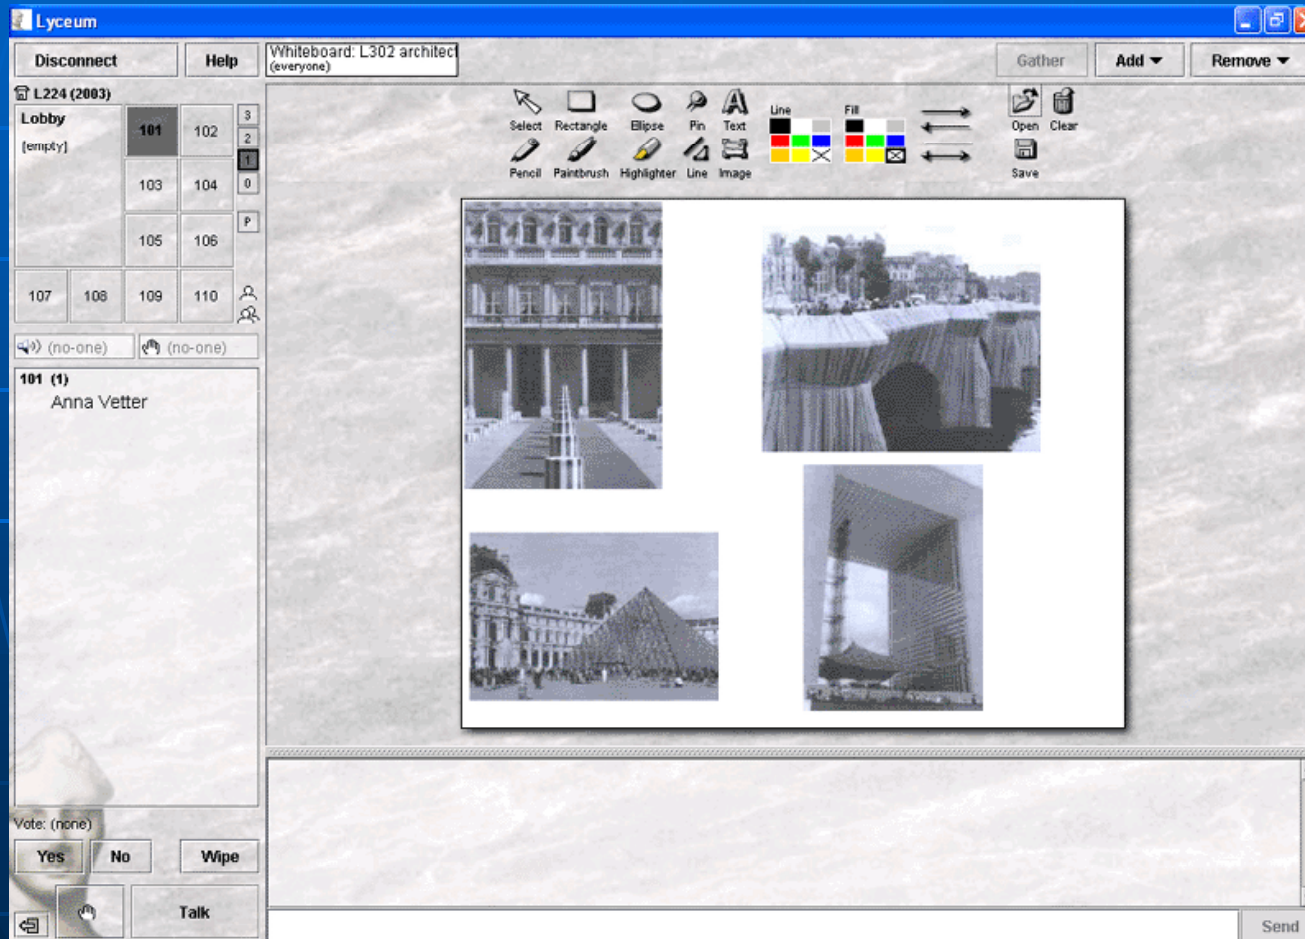 Lyceum
Disconnect
Help
Whiteboard: L302 architect
(everyone)
Gather
Add
Remove
L224 (2003)
Lobby
[empty]
101
102
103
104
105
106
107
108
109
110
3
2
1
0
P
(no-one)
(no-one)
101 (1)
Anna Vetter
Select
Rectangle
Ellipse
Pin
Text
Pencil
Paintbrush
Highlighter
Line
Image
Line
Fill
Open
Clear
Save
Vote: (none)
Yes
No
Wipe
Talk
Send